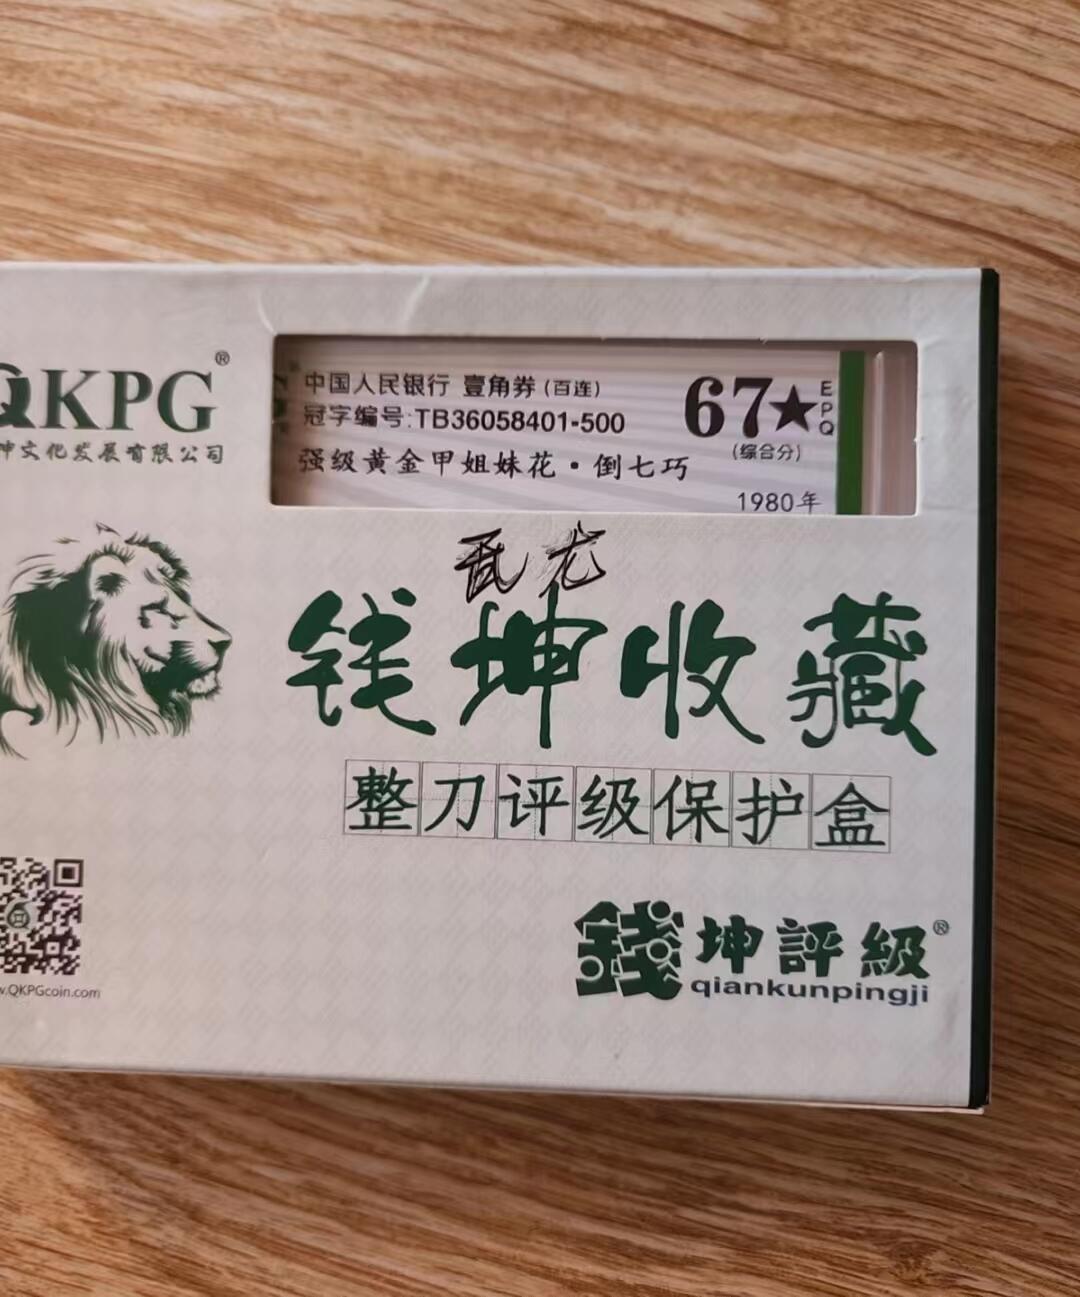 QKPG®
坤文化发展有限公司
中国人民银行 壹角券(百连)
冠字编号:TB36058401-500
强级黄金甲姐妹花·倒七巧
67★
EPQ
(综合分)
1980年
钱坤收藏
整刀评级保护盒
錢坤評級®
qiankunpingji
w.QKPGcoin.com